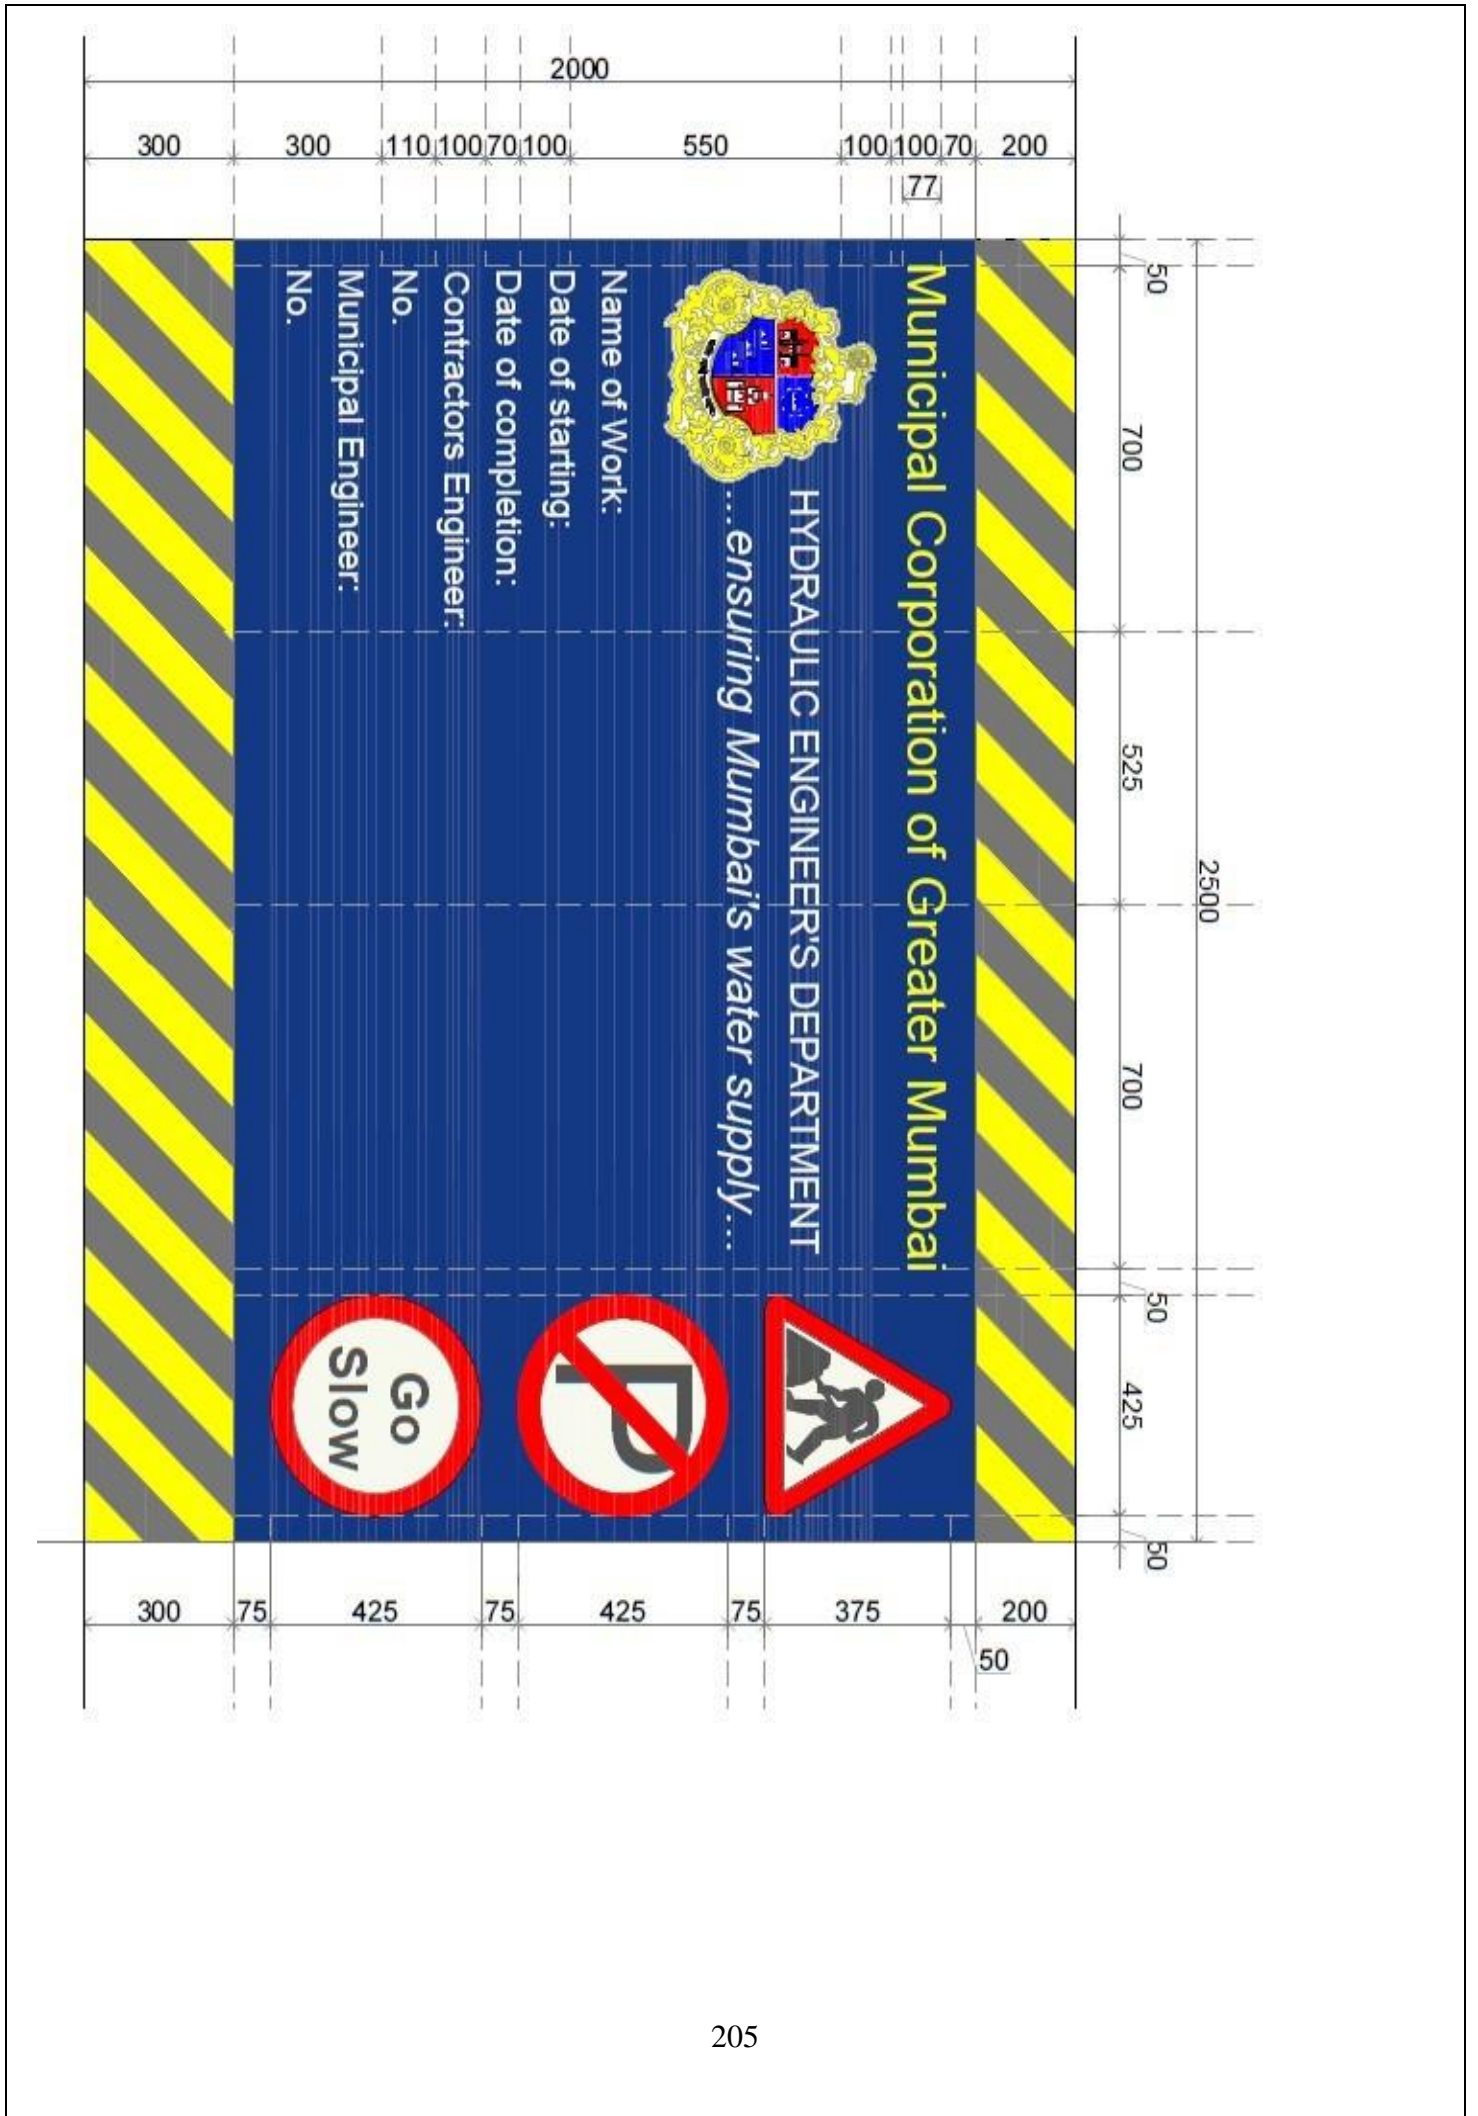 2000
300 300 110 100 70 100 550 100 100 70 200
77
Municipal Corporation of Greater Mumbai
HYDRAULIC ENGINEER'S DEPARTMENT
...ensuring Mumbai's water supply...
Name of Work:
Date of starting:
Date of completion:
Contractors Engineer:
No.
Municipal Engineer:
No.
P
Go
Slow
50 700 525 700 50 425 50
2500
300 75 425 75 425 75 375 200
50
205